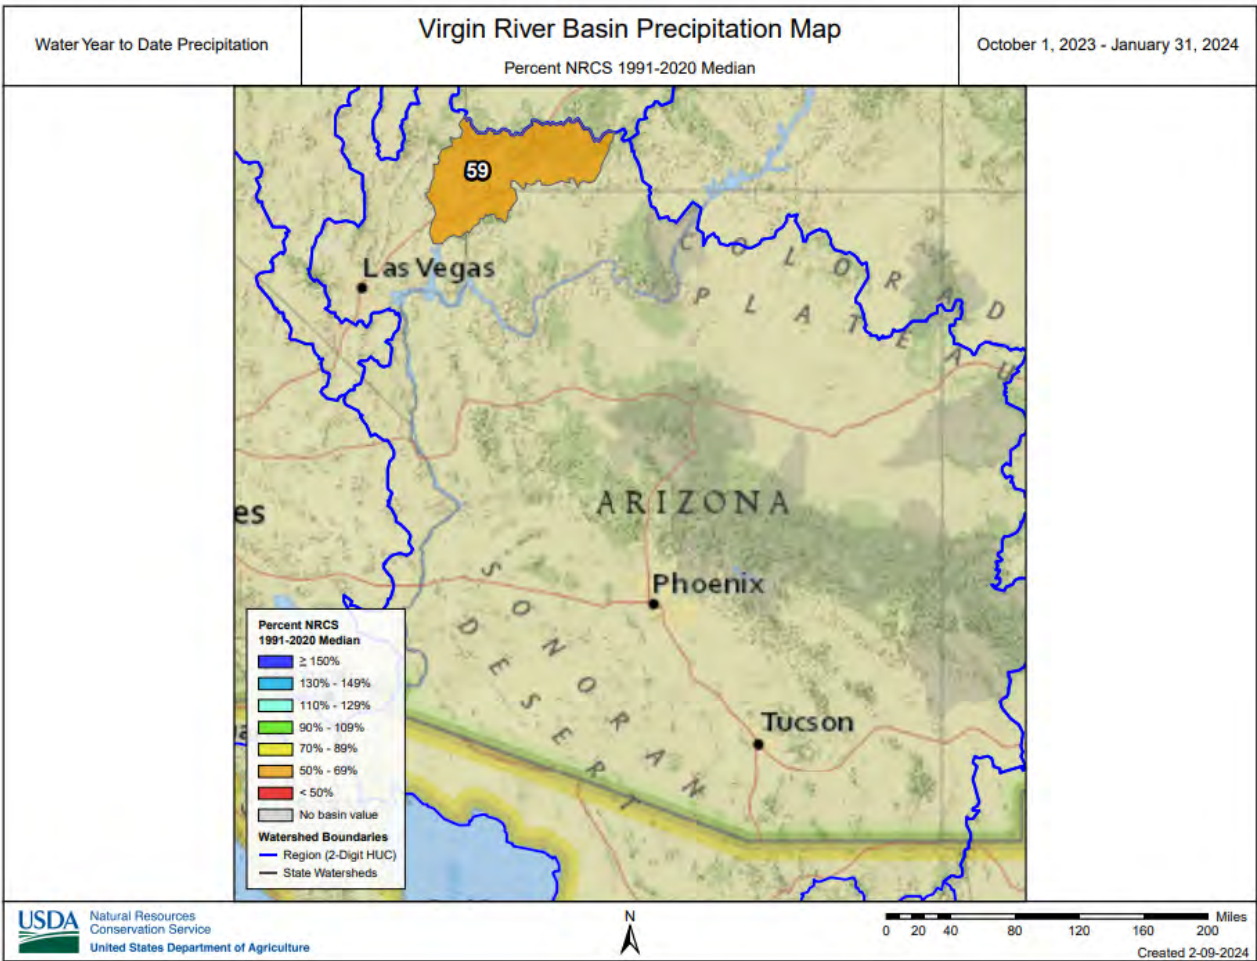 Water Year to Date Precipitation
Virgin River Basin Precipitation Map
Percent NRCS 1991-2020 Median
October 1, 2023 - January 31, 2024
59
Las Vegas
COLORADO
PLATEAU
ARIZONA
es
Phoenix
SONORAN
DESERT
Tucson
Percent NRCS
1991-2020 Median
≥ 150%
130% - 149%
110% - 129%
90% - 109%
70% - 89%
50% - 69%
< 50%
No basin value
Watershed Boundaries
Region (2-Digit HUC)
State Watersheds
USDA
Natural Resources
Conservation Service
United States Department of Agriculture
N
0 20 40 80 120 160 200 Miles
Created 2-09-2024